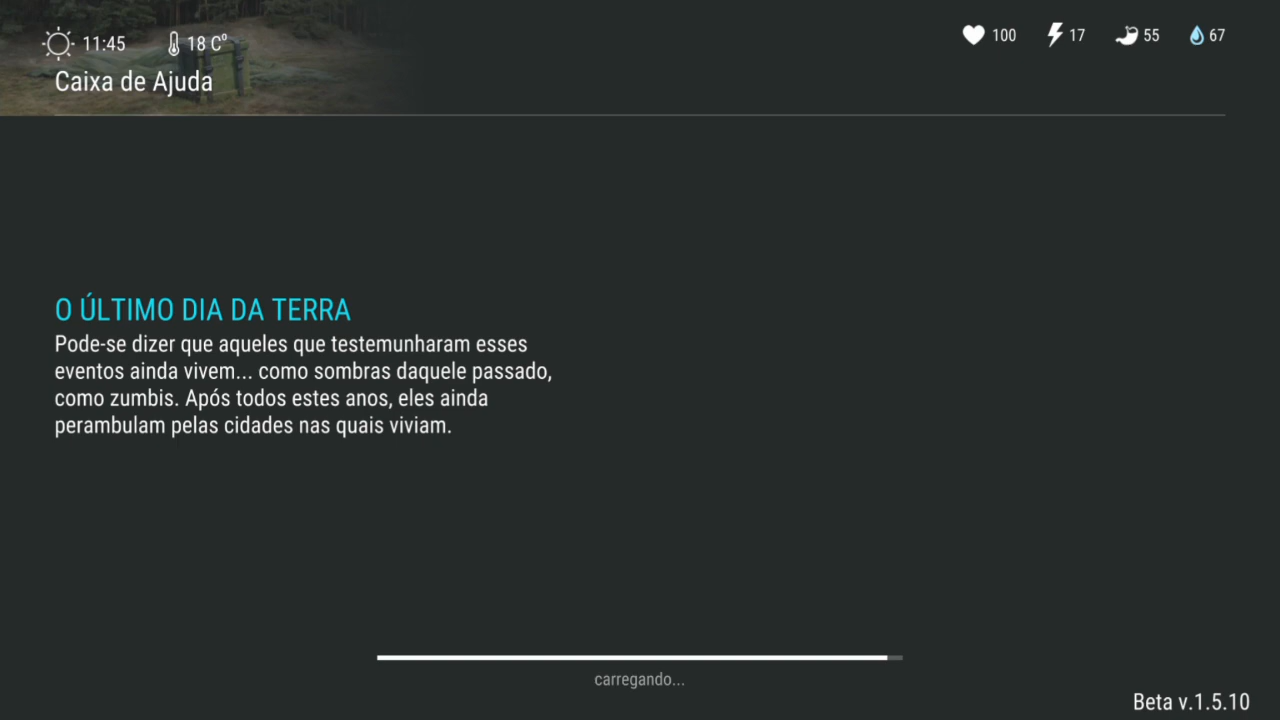 11:45
18 Cº
100
17
55
67
Caixa de Ajuda
O ÚLTIMO DIA DA TERRA
Pode-se dizer que aqueles que testemunharam esses
eventos ainda vivem... como sombras daquele passado,
como zumbis. Após todos estes anos, eles ainda
perambulam pelas cidades nas quais viviam.
carregando...
Beta v.1.5.10